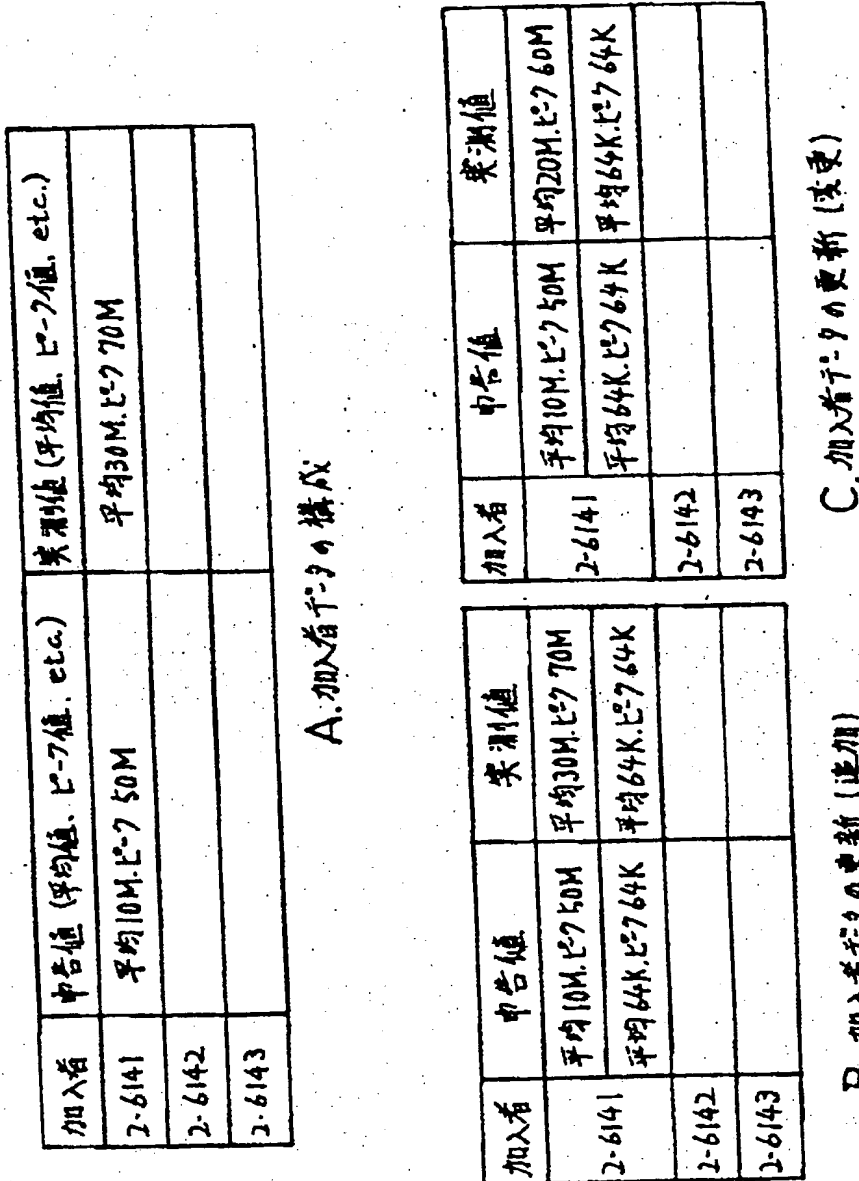 加入者 申告値(平均値、ピーク値、etc.) 実測値(平均値、ピーク値、etc.)
2-6141 平均10M.ピーク50M 平均30M.ピーク70M
2-6142
2-6143
A.加入者データの構成
加入者 申告値 実測値
2-6141 平均10M.ピーク50M 平均30M.ピーク70M
平均64K.ピーク64K 平均64K.ピーク64K
2-6142
2-6143
B.加入者データの更新(追加)
加入者 申告値 実測値
2-6141 平均10M.ピーク50M 平均20M.ピーク60M
平均64K.ピーク64K 平均64K.ピーク64K
2-6142
2-6143
C.加入者データの更新(変更)